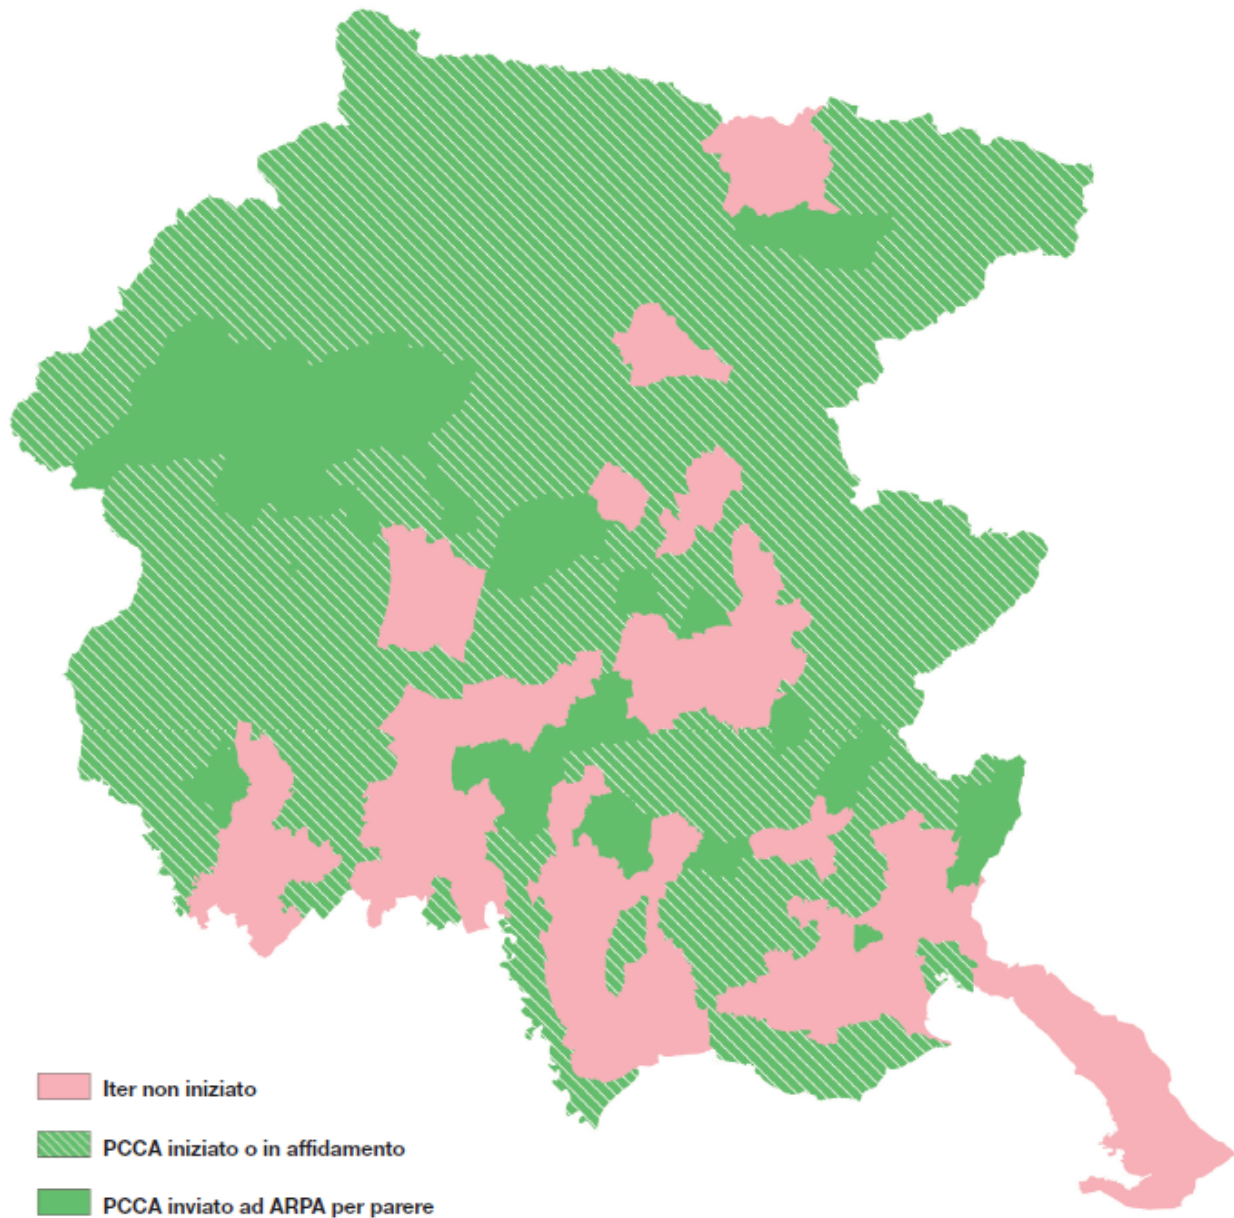 Iter non iniziato
PCCA iniziato o in affidamento
PCCA inviato ad ARPA per parere